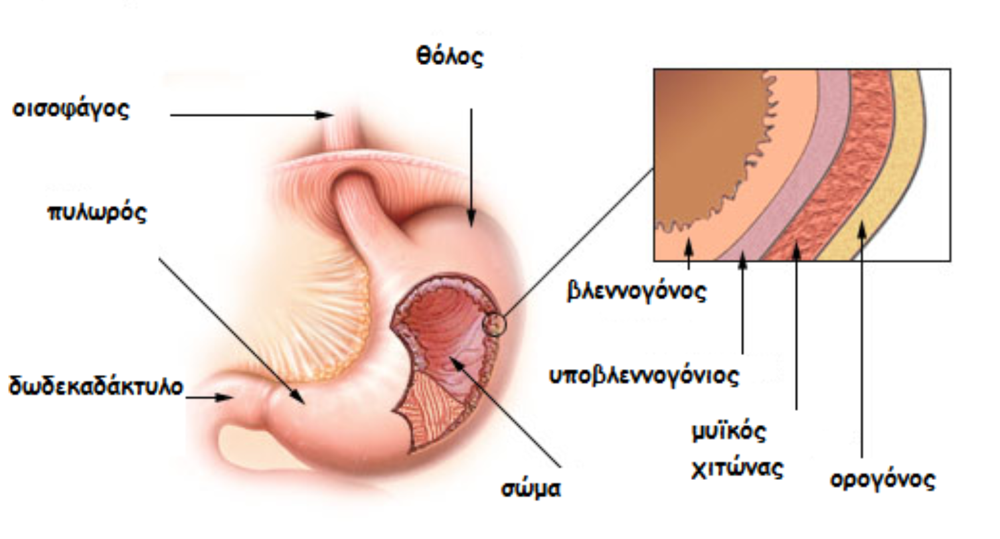 θόλος
οισοφάγος
πυλωρός
βλεννογόνος
υποβλεννογόνιος
δωδεκαδάκτυλο
μυϊκός
χιτώνας
ορογόνος
σώμα